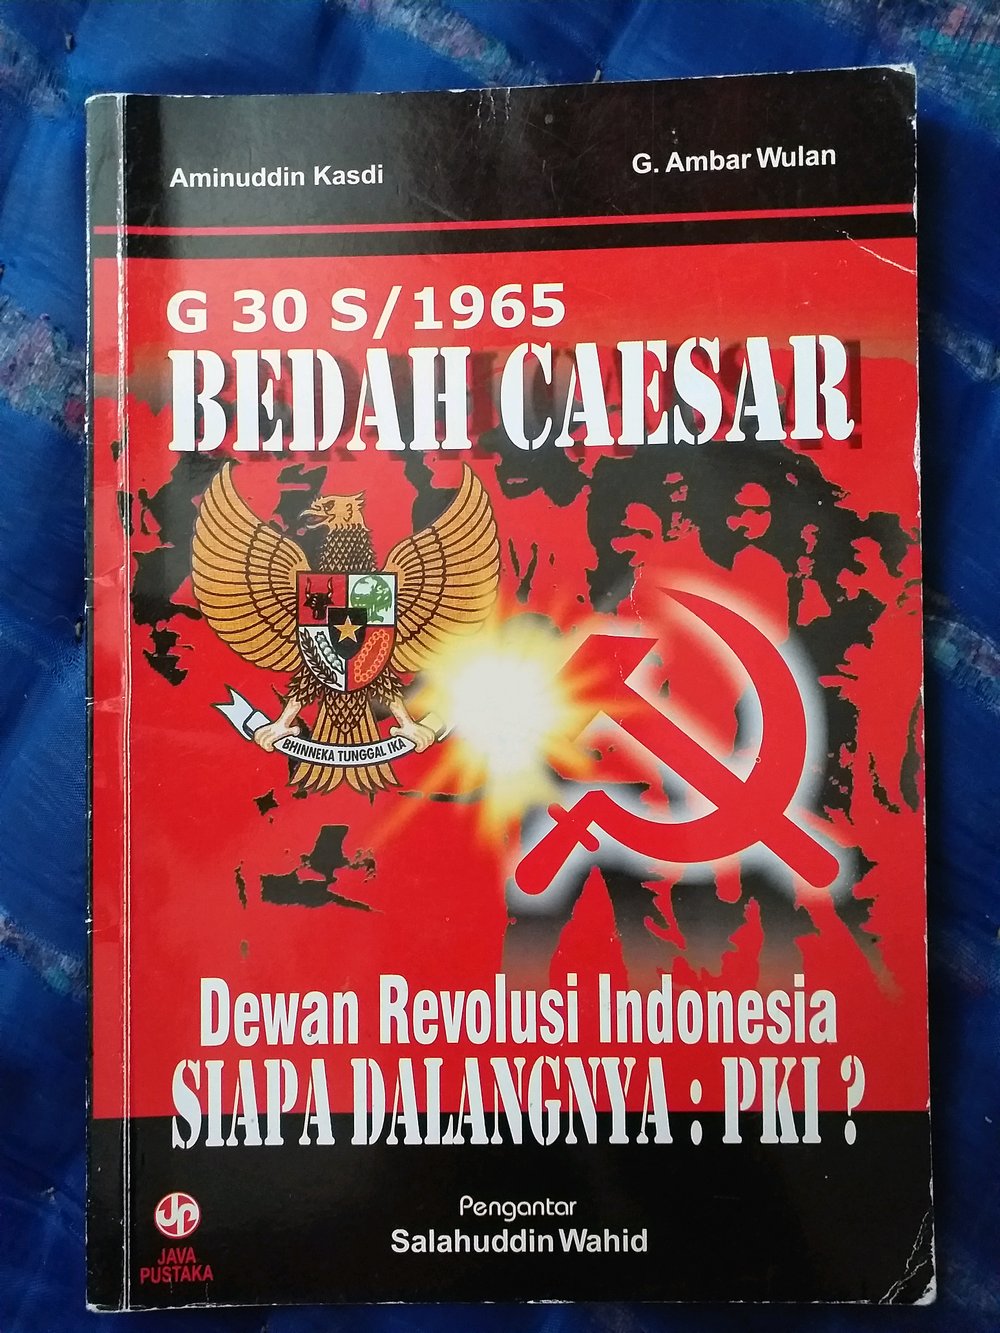 Aminuddin Kasdi
G. Ambar Wulan
G 30 S/1965
BEDAH CAESAR
BHINNEKA TUNGGAL IKA
Dewan Revolusi Indonesia
SIAPA DALANGNYA : PKI ?
Pengantar
Salahuddin Wahid
JP
JAVA
PUSTAKA